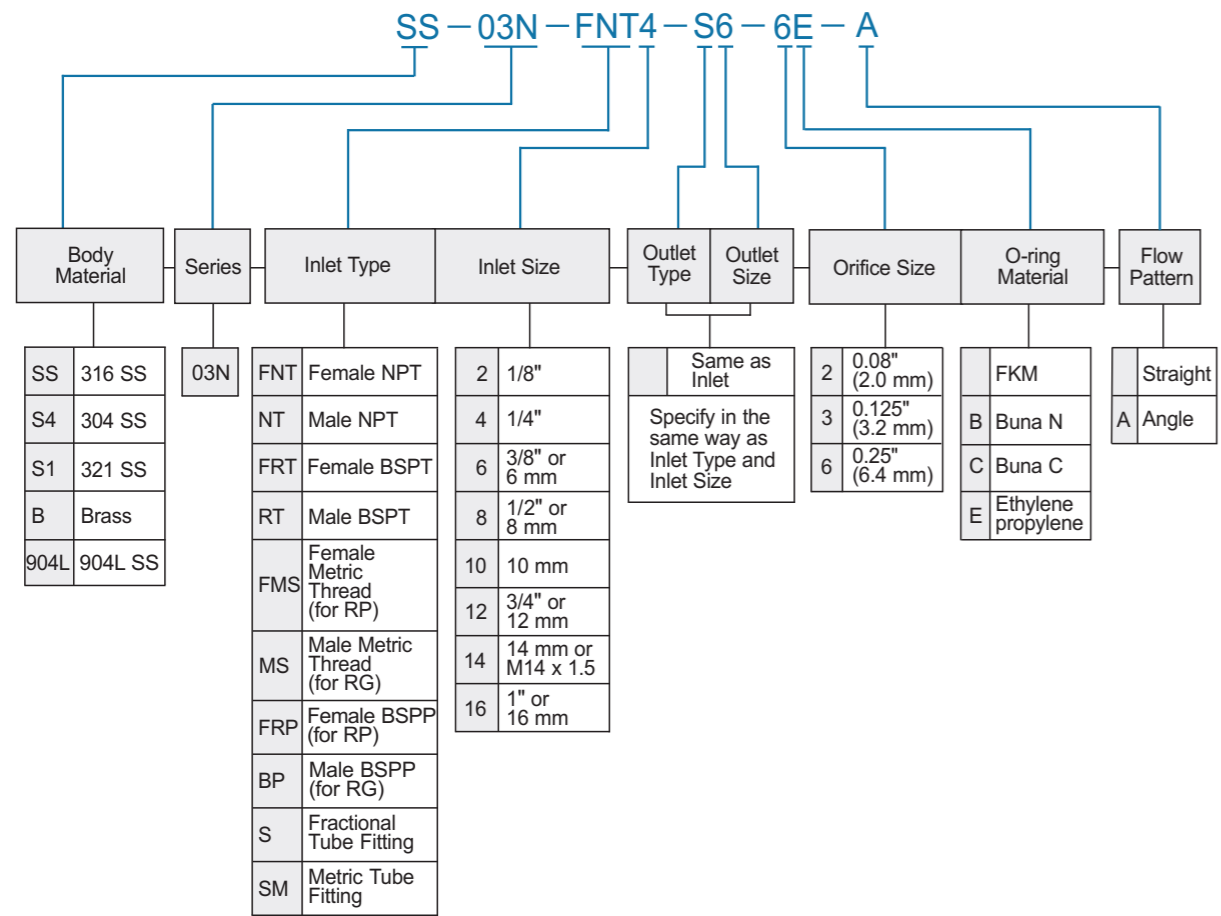 SS-03N-FNT4-S6-6E-A
Body
Material
Series
Inlet Type
Inlet Size
Outlet
Type
Outlet
Size
Orifice Size
O-ring
Material
Flow
Pattern
SS 316 SS
S4 304 SS
S1 321 SS
B Brass
904L 904L SS
03N
FNT Female NPT
NT Male NPT
FRT Female BSPT
RT Male BSPT
FMS Female
Metric
Thread
(for RP)
MS Male Metric
Thread
(for RG)
FRP Female BSPP
(for RP)
BP Male BSPP
(for RG)
S Fractional
Tube Fitting
SM Metric Tube
Fitting
2 1/8"
4 1/4"
6 3/8" or
6 mm
8 1/2" or
8 mm
10 10 mm
12 3/4" or
12 mm
14 14 mm or
M14 x 1.5
16 1" or
16 mm
Same as
Inlet
Specify in the
same way as
Inlet Type and
Inlet Size
2 0.08"
(2.0 mm)
3 0.125"
(3.2 mm)
6 0.25"
(6.4 mm)
FKM
B Buna N
C Buna C
E Ethylene
propylene
Straight
A Angle